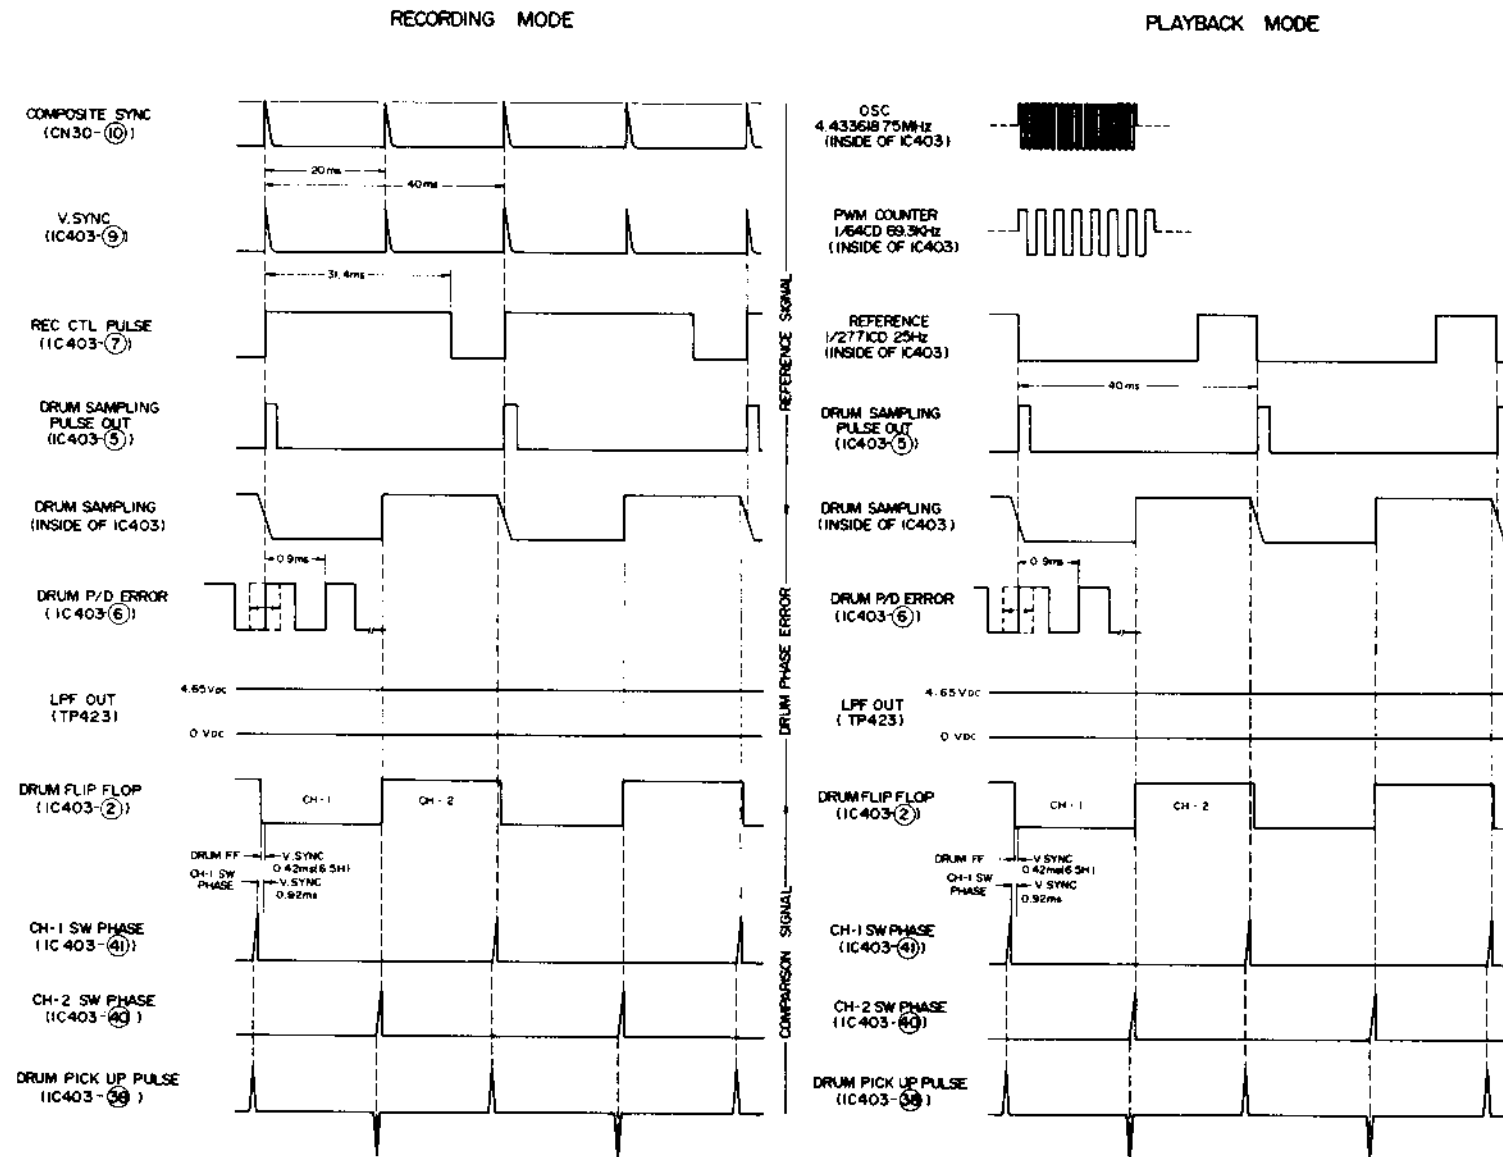 RECORDING MODE
COMPOSITE SYNC
(CN30-10)
20ms
40ms
V.SYNC
(IC403-9)
31.4ms
REC CTL PULSE
(IC403-7)
DRUM SAMPLING
PULSE OUT
(IC403-5)
DRUM SAMPLING
(INSIDE OF IC403)
0.9ms
DRUM P/D ERROR
(IC403-6)
LPF OUT
(TP423)
4.65VDC
0 VDC
DRUM FLIP FLOP
(IC403-2)
CH-1
CH-2
DRUM FF
V.SYNC
0.42ms(6.5H)
CH-1 SW
PHASE
V.SYNC
0.92ms
CH-1 SW PHASE
(IC403-41)
CH-2 SW PHASE
(IC403-40)
DRUM PICK UP PULSE
REFERENCE SIGNAL
DRUM PHASE ERROR
COMPARISON SIGNAL
PLAYBACK MODE
OSC
4.43361875MHz
(INSIDE OF IC403)
PWM COUNTER
1/64CD 69.3KHz
(INSIDE OF IC403)
REFERENCE
1/2771CD 25Hz
(INSIDE OF IC403)
40ms
DRUM SAMPLING
PULSE OUT
(IC403-5)
DRUM SAMPLING
(INSIDE OF IC403)
0.9ms
DRUM P/D ERROR
(IC403-6)
LPF OUT
(TP423)
4.65VDC
0 VDC
DRUM FLIP FLOP
(IC403-2)
CH-1
CH-2
DRUM FF
V.SYNC
0.42ms(6.5H)
CH-1 SW
PHASE
V.SYNC
0.92ms
CH-1 SW PHASE
(IC403-41)
CH-2 SW PHASE
(IC403-40)
DRUM PICK UP PULSE